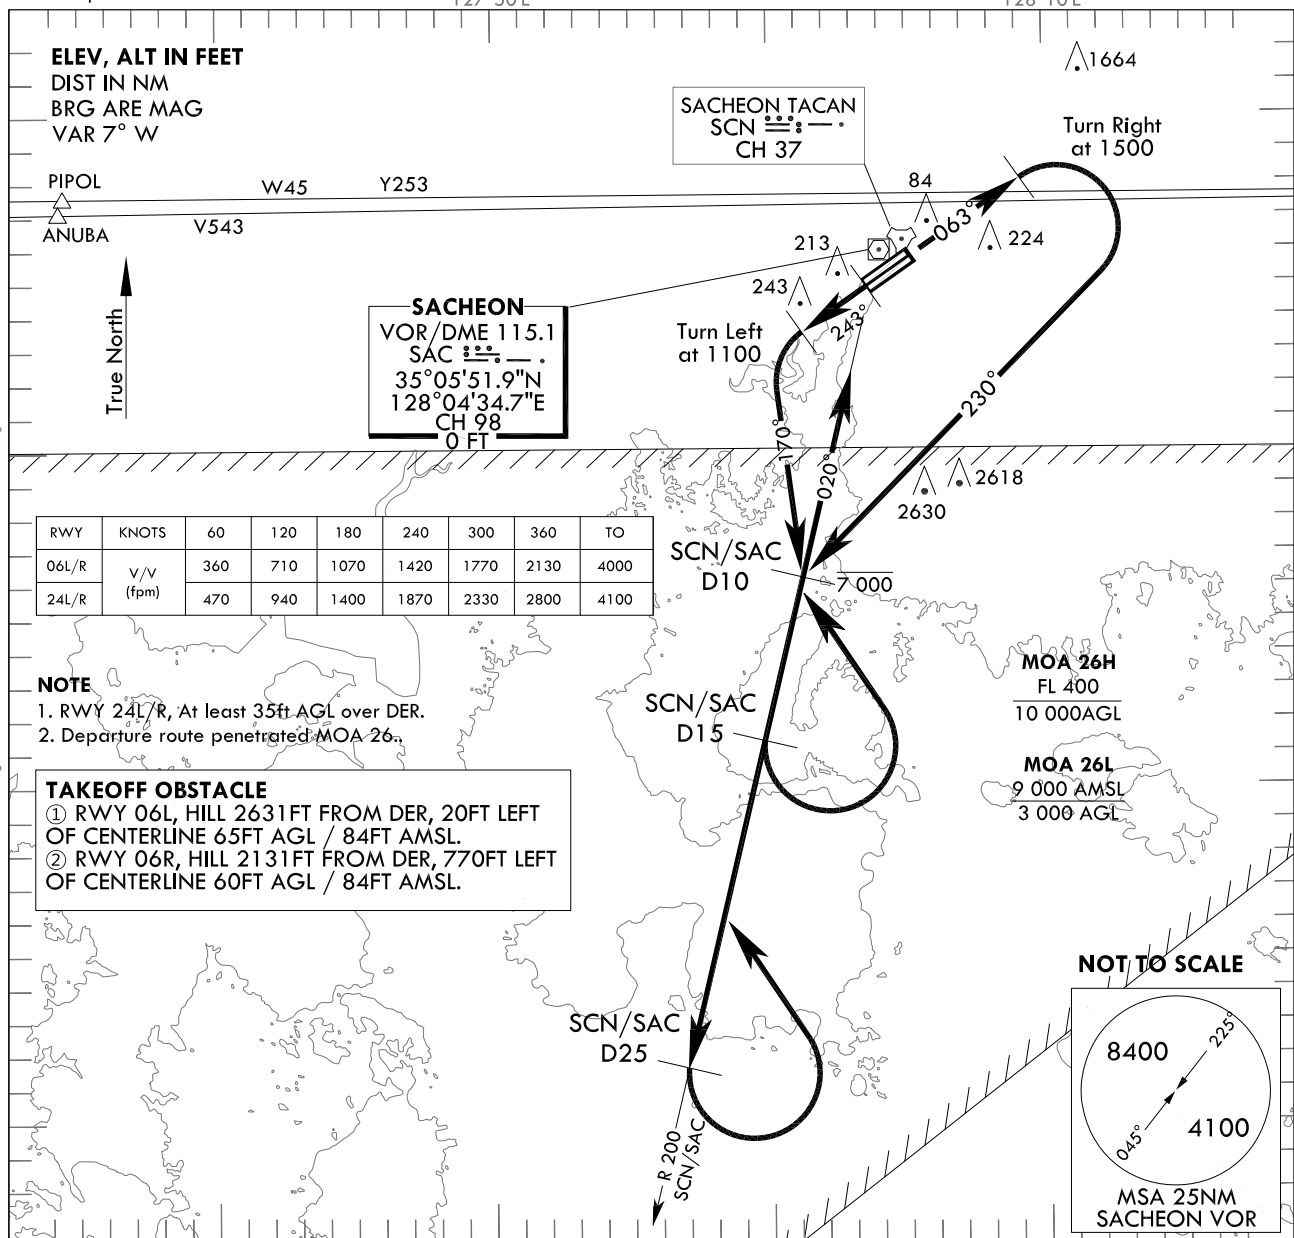 127°50'E
128°10'E
ELEV, ALT IN FEET
DIST IN NM
BRG ARE MAG
VAR 7° W
1664
SACHEON TACAN
SCN
CH 37
Turn Right
at 1500
PIPOL
W45
Y253
84
ANUBA
V543
063°
224
213
243
True North
SACHEON
VOR/DME 115.1
SAC
35°05'51.9"N
128°04'34.7"E
CH 98
0 FT
243°
Turn Left
at 1100
230°
170°
020°
2618
2630
RWY KNOTS 60 120 180 240 300 360 TO
06L/R V/V (fpm) 360 710 1070 1420 1770 2130 4000
24L/R 470 940 1400 1870 2330 2800 4100
SCN/SAC
D10
7 000
NOTE
1. RWY 24L/R, At least 35ft AGL over DER.
2. Departure route penetrated MOA 26..
MOA 26H
FL 400
10 000AGL
SCN/SAC
D15
MOA 26L
9 000 AMSL
3 000 AGL
TAKEOFF OBSTACLE
① RWY 06L, HILL 2631FT FROM DER, 20FT LEFT
OF CENTERLINE 65FT AGL / 84FT AMSL.
② RWY 06R, HILL 2131FT FROM DER, 770FT LEFT
OF CENTERLINE 60FT AGL / 84FT AMSL.
NOT TO SCALE
SCN/SAC
D25
225°
8400
4100
045°
R 200
SCN/SAC
MSA 25NM
SACHEON VOR